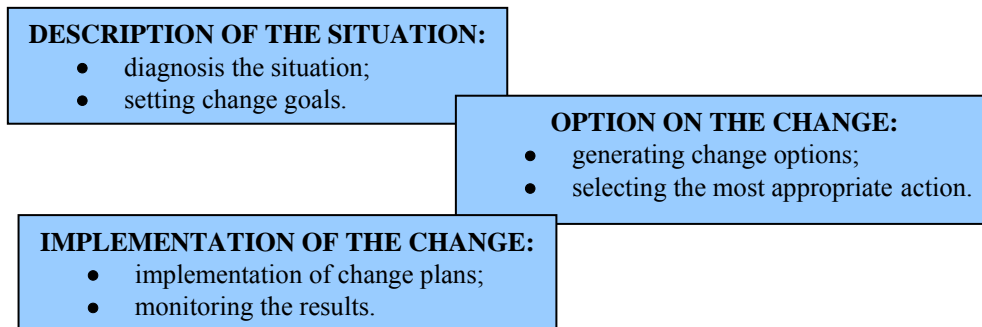 DESCRIPTION OF THE SITUATION:
• diagnosis the situation;
• setting change goals.
OPTION ON THE CHANGE:
• generating change options;
• selecting the most appropriate action.
IMPLEMENTATION OF THE CHANGE:
• implementation of change plans;
• monitoring the results.